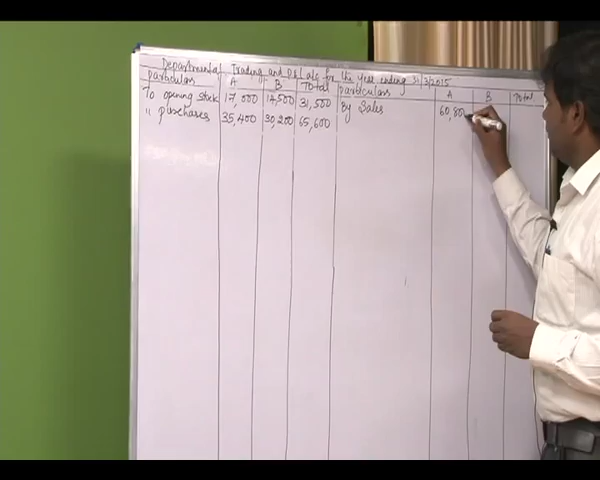 Departmental Trading and P&L a/c for the year ending 31/3/2015
particulars A B Total particulars A B Total
To opening stock 17,000 14,500 31,500 By Sales 60,80
" purchases 35,400 30,200 65,600